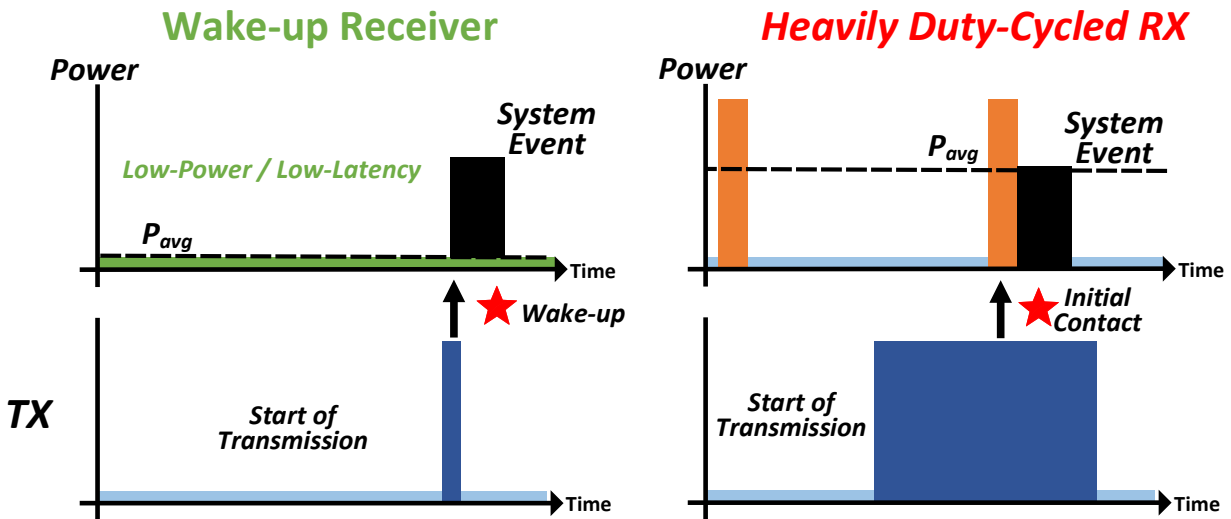 Wake-up Receiver
Power
System
Event
Low-Power / Low-Latency
Pavg
Time
Wake-up
TX
Start of
Transmission
Time
Heavily Duty-Cycled RX
Power
Pavg
System
Event
Time
Initial
Contact
Start of
Transmission
Time